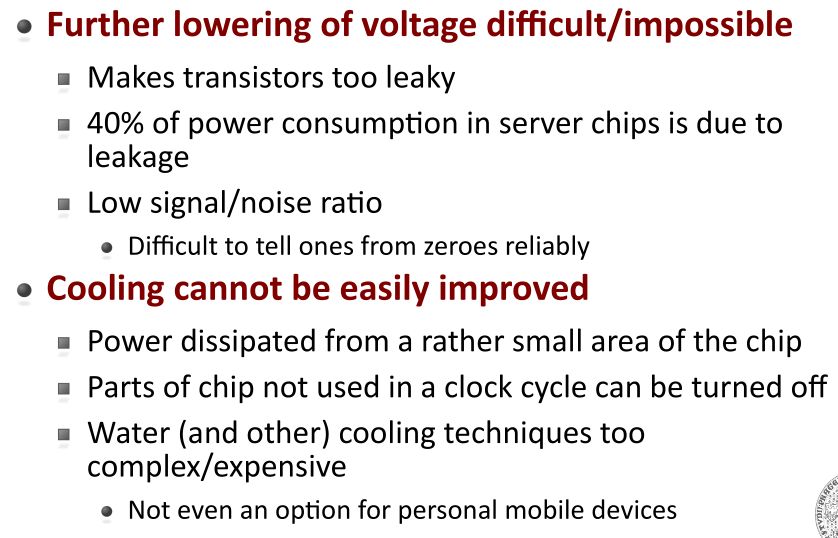 Further lowering of voltage difficult/impossible
Makes transistors too leaky
40% of power consumption in server chips is due to
leakage
Low signal/noise ratio
Difficult to tell ones from zeroes reliably
Cooling cannot be easily improved
Power dissipated from a rather small area of the chip
Parts of chip not used in a clock cycle can be turned off
Water (and other) cooling techniques too
complex/expensive
Not even an option for personal mobile devices